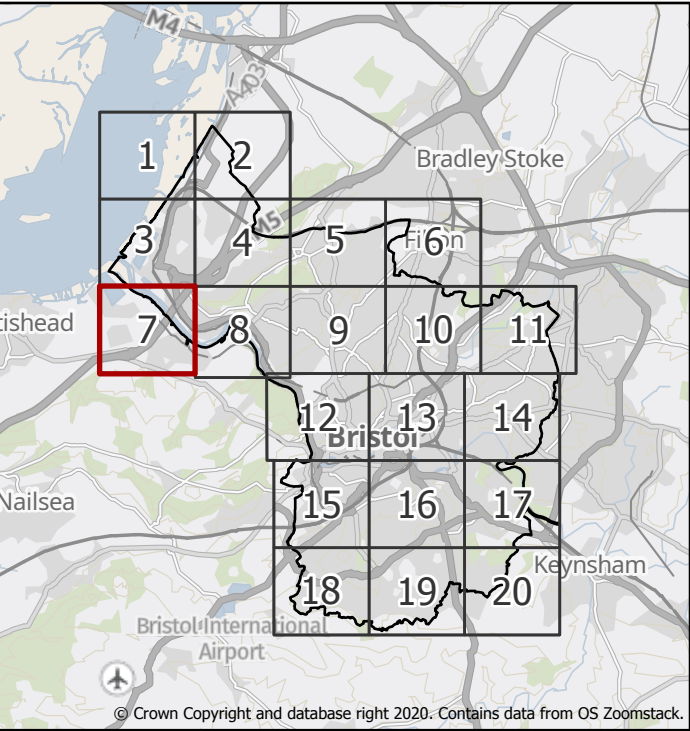 M4
A403
1
2
Bradley Stoke
M5
3
4
5
6
Filton
tishead
7
8
9
10
11
12
13
14
Bristol
Nailsea
15
16
17
Keynsham
18
19
20
Bristol International
Airport
© Crown Copyright and database right 2020. Contains data from OS Zoomstack.